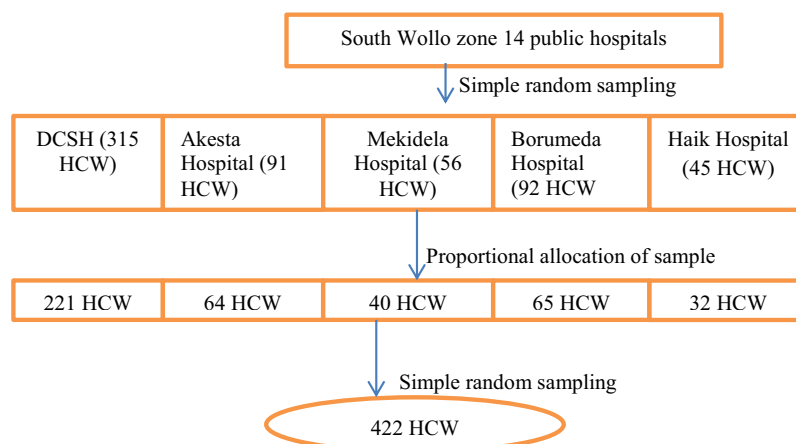 South Wollo zone 14 public hospitals
Simple random sampling
DCSH (315
HCW)
Akesta
Hospital (91
HCW)
Mekidela
Hospital (56
HCW)
Borumeda
Hospital
(92 HCW
Haik Hospital
(45 HCW)
Proportional allocation of sample
221 HCW
64 HCW
40 HCW
65 HCW
32 HCW
Simple random sampling
422 HCW